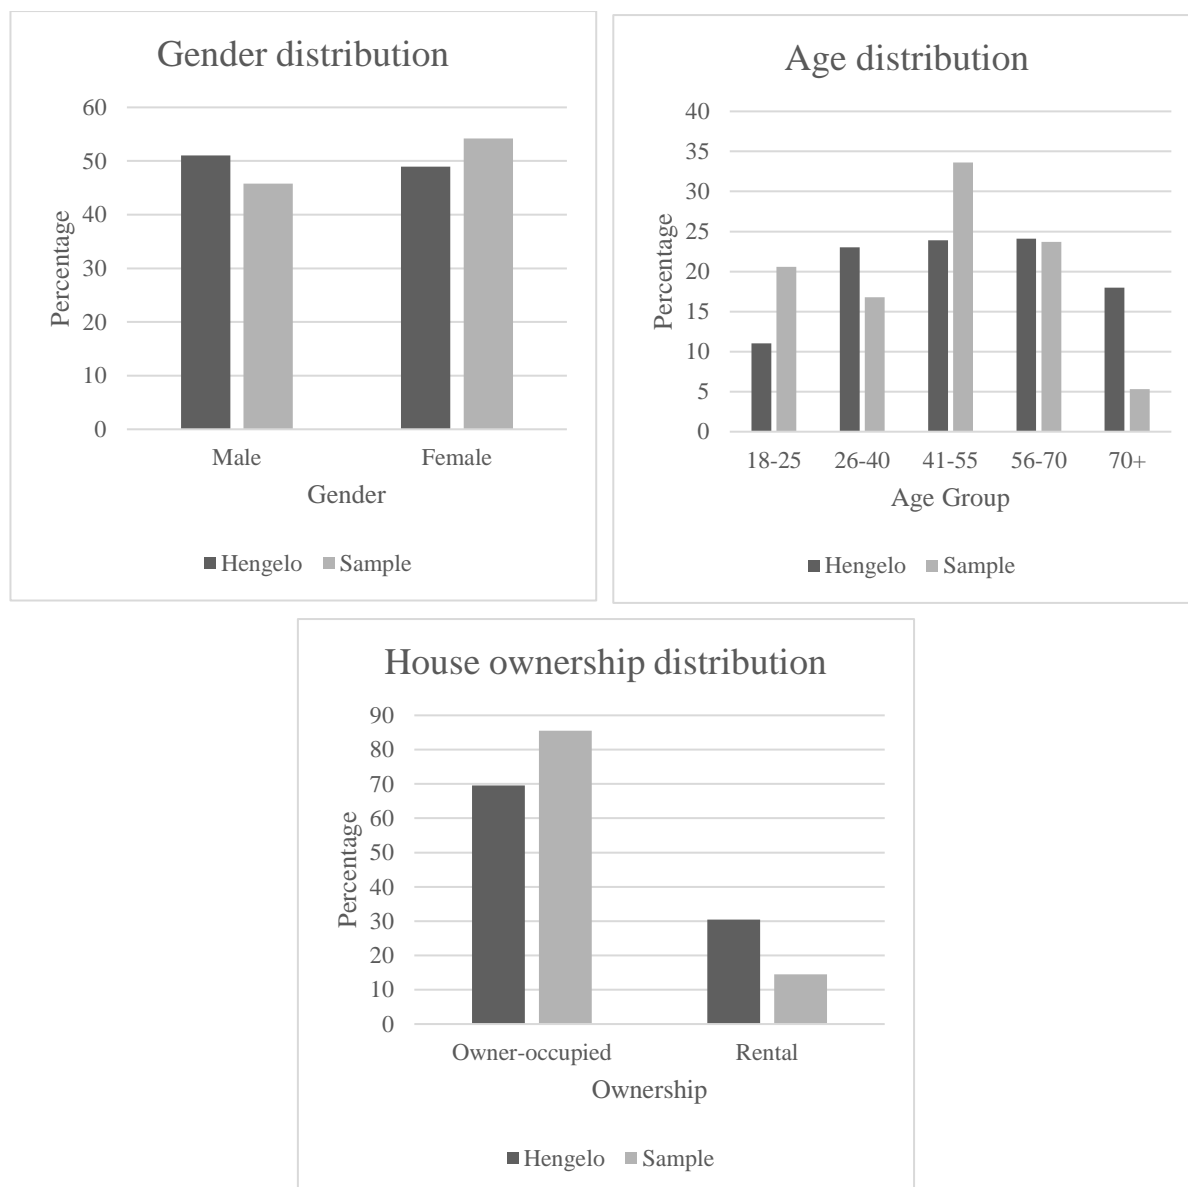 Gender distribution
60
50
40
30
20
10
0
Percentage
Male Female
Gender
Hengelo Sample
Age distribution
40
35
30
25
20
15
10
5
0
Percentage
18-25 26-40 41-55 56-70 70+
Age Group
Hengelo Sample
House ownership distribution
90
80
70
60
50
40
30
20
10
0
Percentage
Owner-occupied Rental
Ownership
Hengelo Sample